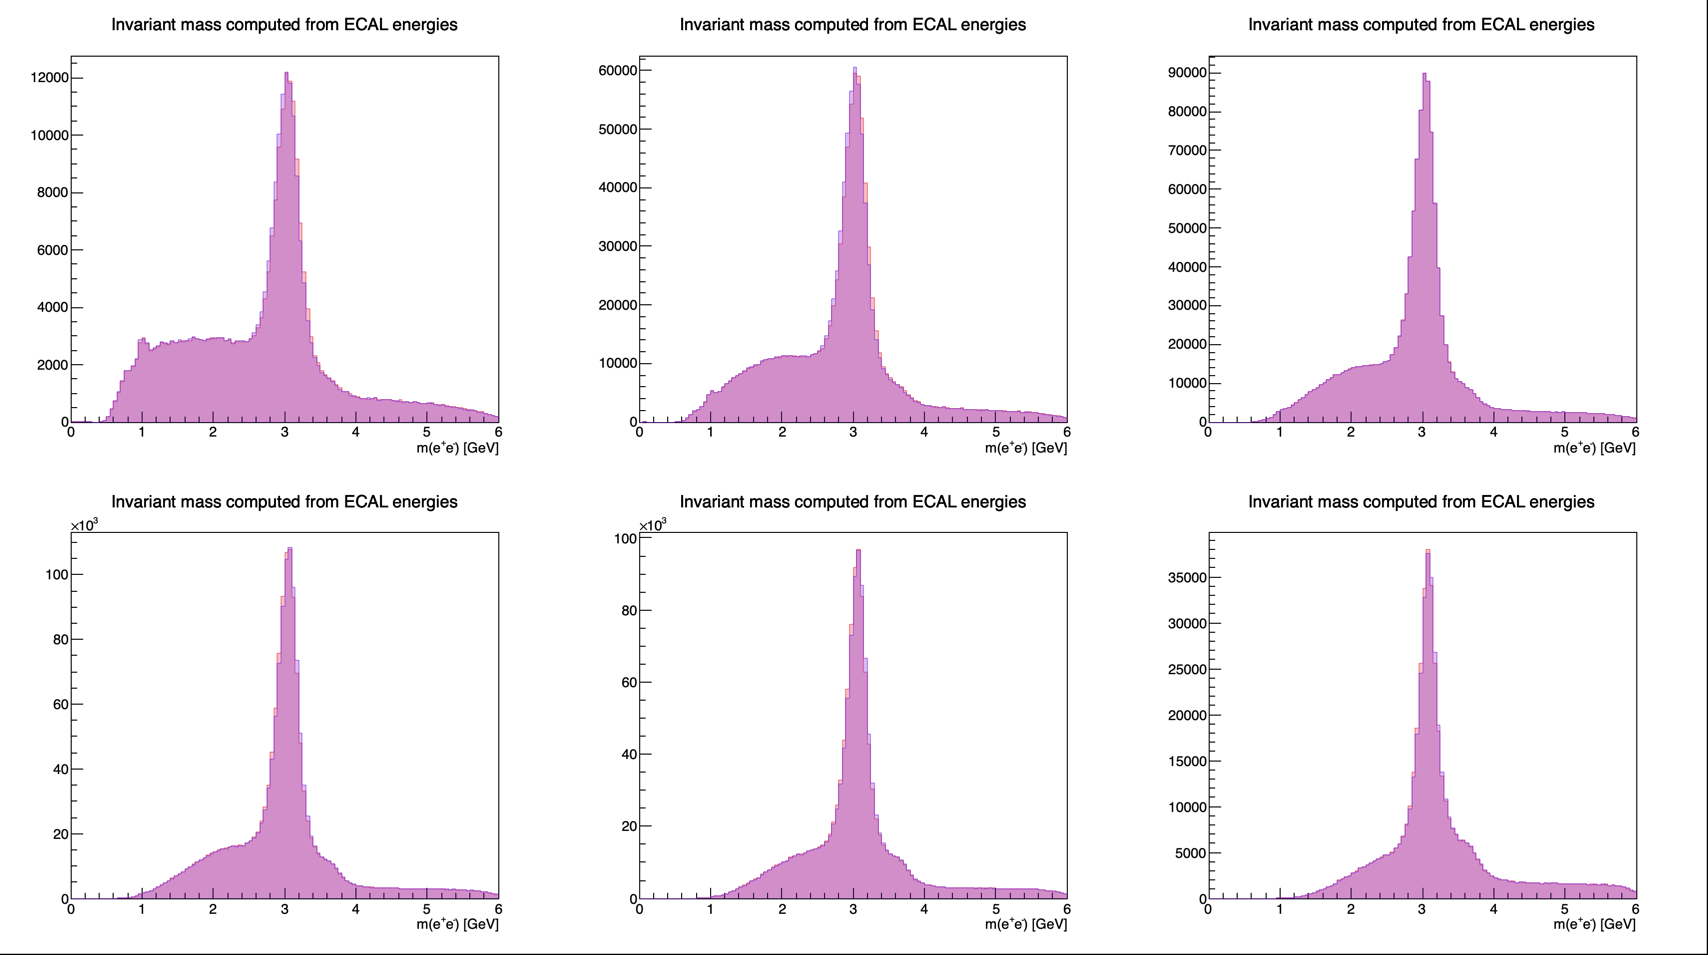 Invariant mass computed from ECAL energies
12000
10000
8000
6000
4000
2000
0
0 1 2 3 4 5 6
m(e⁺e⁻) [GeV]
Invariant mass computed from ECAL energies
60000
50000
40000
30000
20000
10000
0
0 1 2 3 4 5 6
m(e⁺e⁻) [GeV]
Invariant mass computed from ECAL energies
90000
80000
70000
60000
50000
40000
30000
20000
10000
0
0 1 2 3 4 5 6
m(e⁺e⁻) [GeV]
Invariant mass computed from ECAL energies
×10³
100
80
60
40
20
0
0 1 2 3 4 5 6
m(e⁺e⁻) [GeV]
Invariant mass computed from ECAL energies
×10³
100
80
60
40
20
0
0 1 2 3 4 5 6
m(e⁺e⁻) [GeV]
Invariant mass computed from ECAL energies
35000
30000
25000
20000
15000
10000
5000
0
0 1 2 3 4 5 6
m(e⁺e⁻) [GeV]